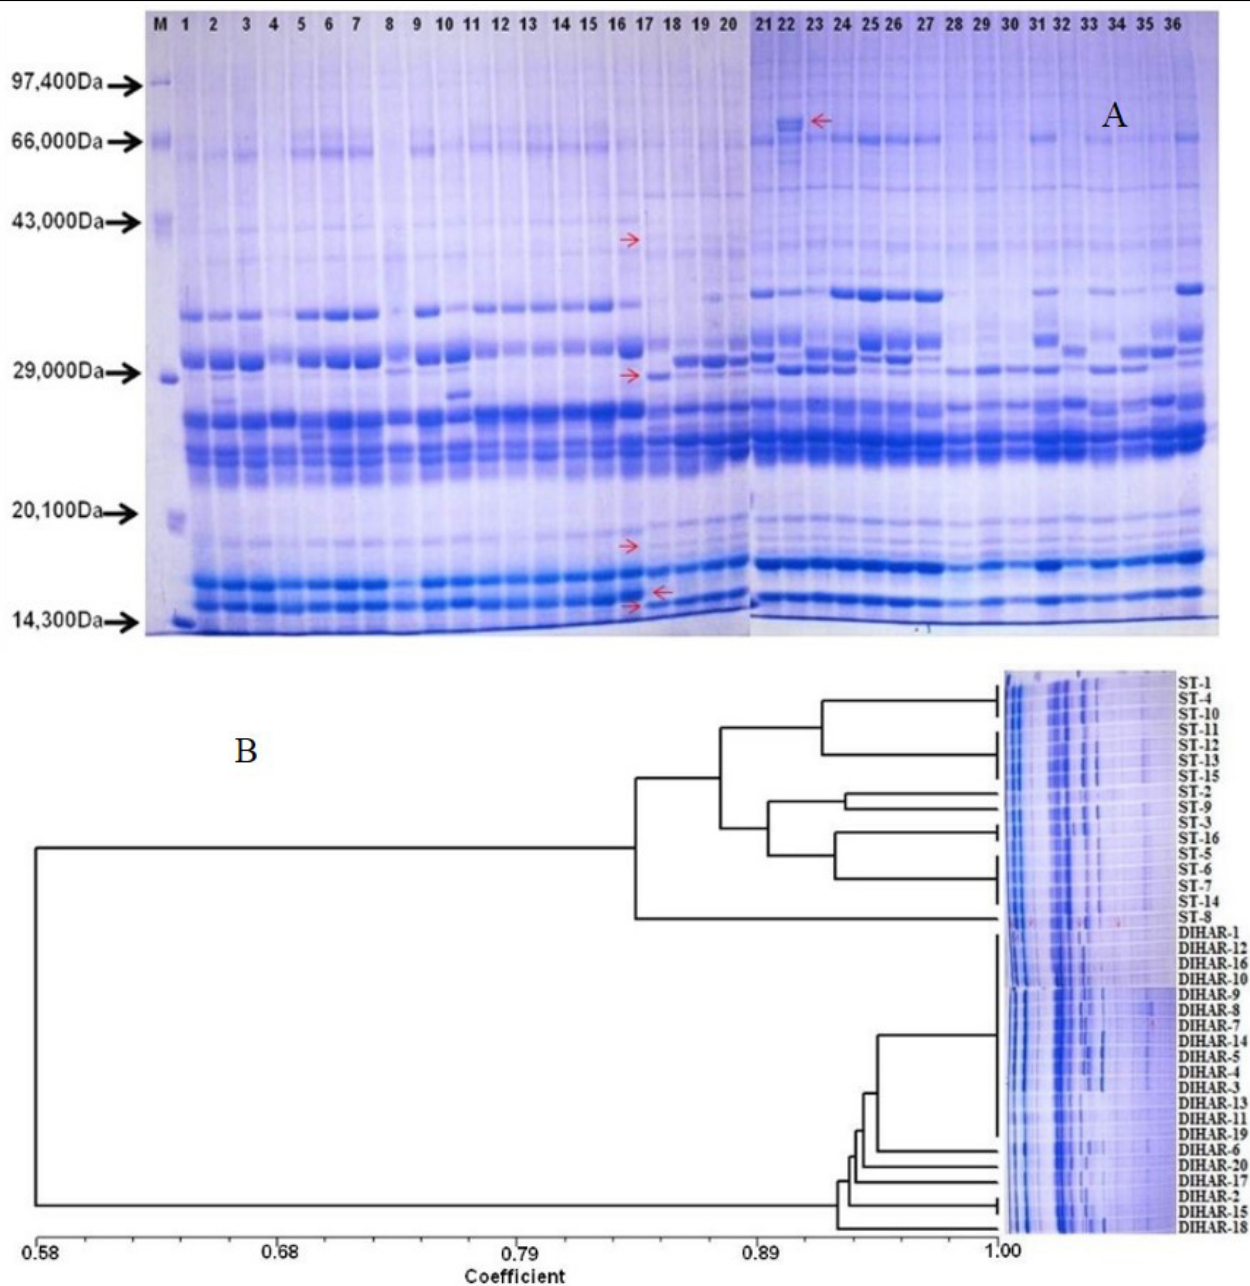 M 1 2 3 4 5 6 7 8 9 10 11 12 13 14 15 16 17 18 19 20 21 22 23 24 25 26 27 28 29 30 31 32 33 34 35 36
97,400Da
A
66,000Da
43,000Da
29,000Da
20,100Da
14,300Da
B
ST-1
ST-4
ST-10
ST-11
ST-12
ST-13
ST-15
ST-2
ST-9
ST-3
ST-16
ST-5
ST-6
ST-7
ST-14
ST-8
DIHAR-1
DIHAR-12
DIHAR-16
DIHAR-10
DIHAR-9
DIHAR-8
DIHAR-7
DIHAR-14
DIHAR-5
DIHAR-4
DIHAR-3
DIHAR-13
DIHAR-11
DIHAR-19
DIHAR-6
DIHAR-20
DIHAR-17
DIHAR-2
DIHAR-15
DIHAR-18
0.58 0.68 0.79 0.89 1.00
Coefficient